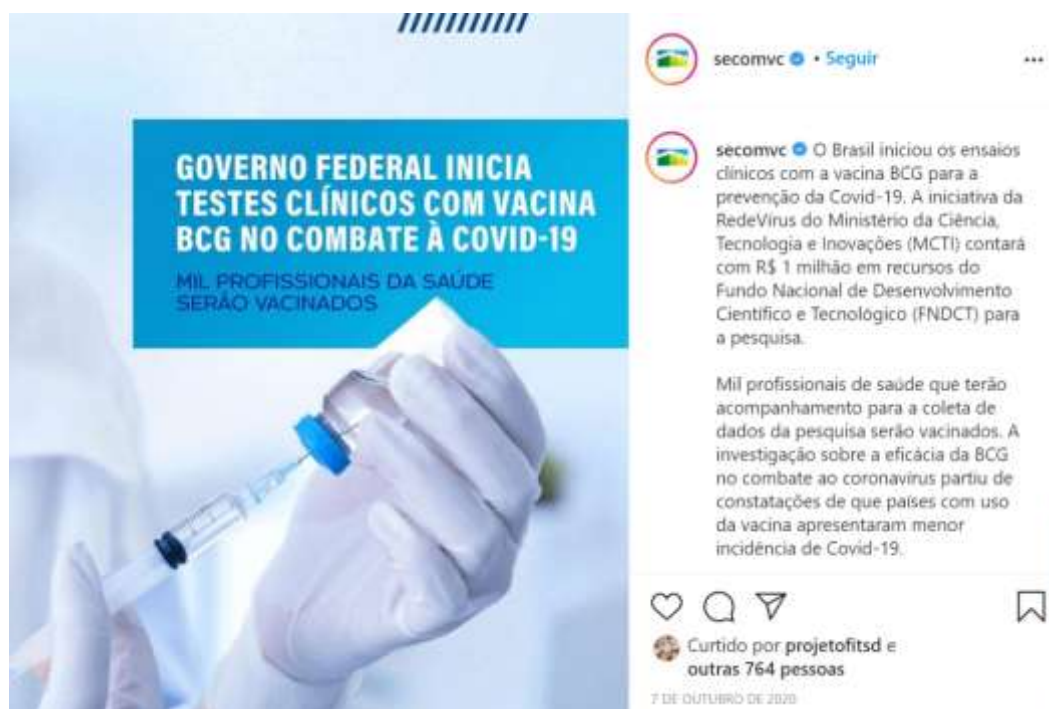 GOVERNO FEDERAL INICIA
TESTES CLÍNICOS COM VACINA
BCG NO COMBATE À COVID-19
MIL PROFISSIONAIS DA SAÚDE
SERÃO VACINADOS
secomvc • Seguir
secomvc O Brasil iniciou os ensaios
clínicos com a vacina BCG para a
prevenção da Covid-19. A iniciativa da
RedeVírus do Ministério da Ciência,
Tecnologia e Inovações (MCTI) contará
com R$ 1 milhão em recursos do
Fundo Nacional de Desenvolvimento
Científico e Tecnológico (FNDCT) para
a pesquisa.
Mil profissionais de saúde que terão
acompanhamento para a coleta de
dados da pesquisa serão vacinados. A
investigação sobre a eficácia da BCG
no combate ao coronavírus partiu de
constatações de que países com uso
da vacina apresentaram menor
incidência de Covid-19.
Curtido por projetofitsd e
outras 764 pessoas
7 DE OUTUBRO DE 2020